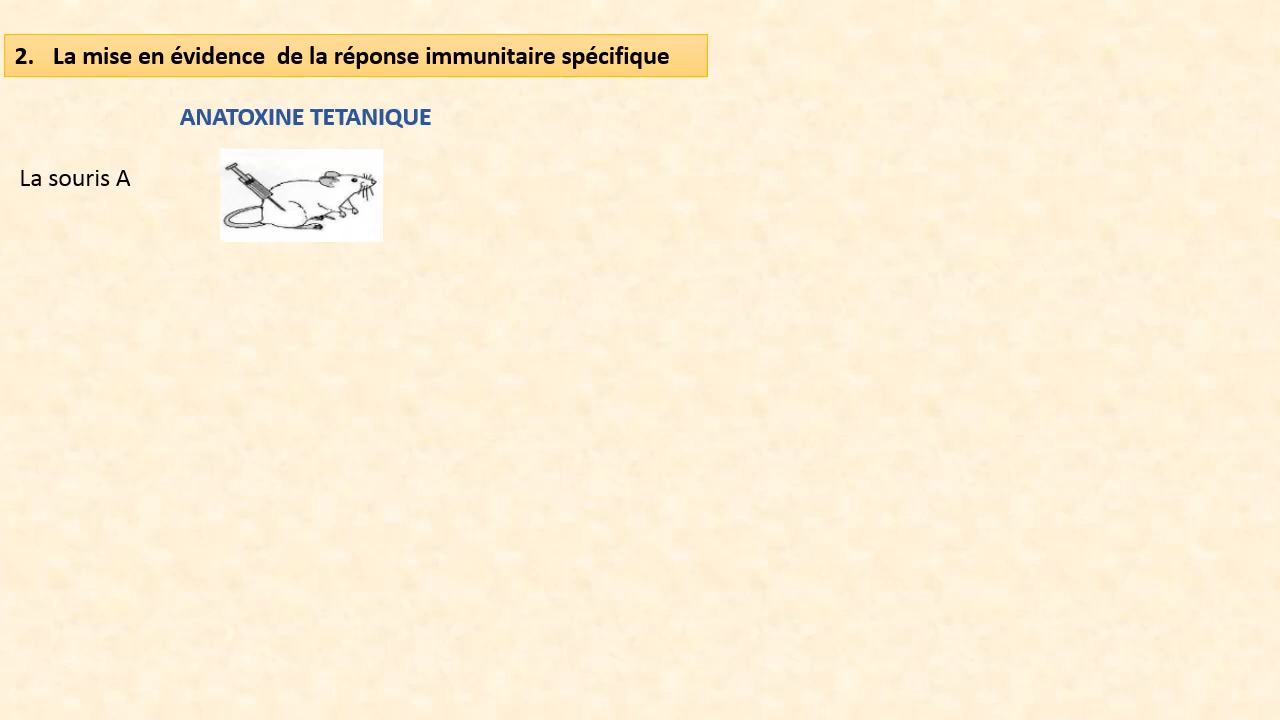 2. La mise en évidence de la réponse immunitaire spécifique
ANATOXINE TETANIQUE
La souris A